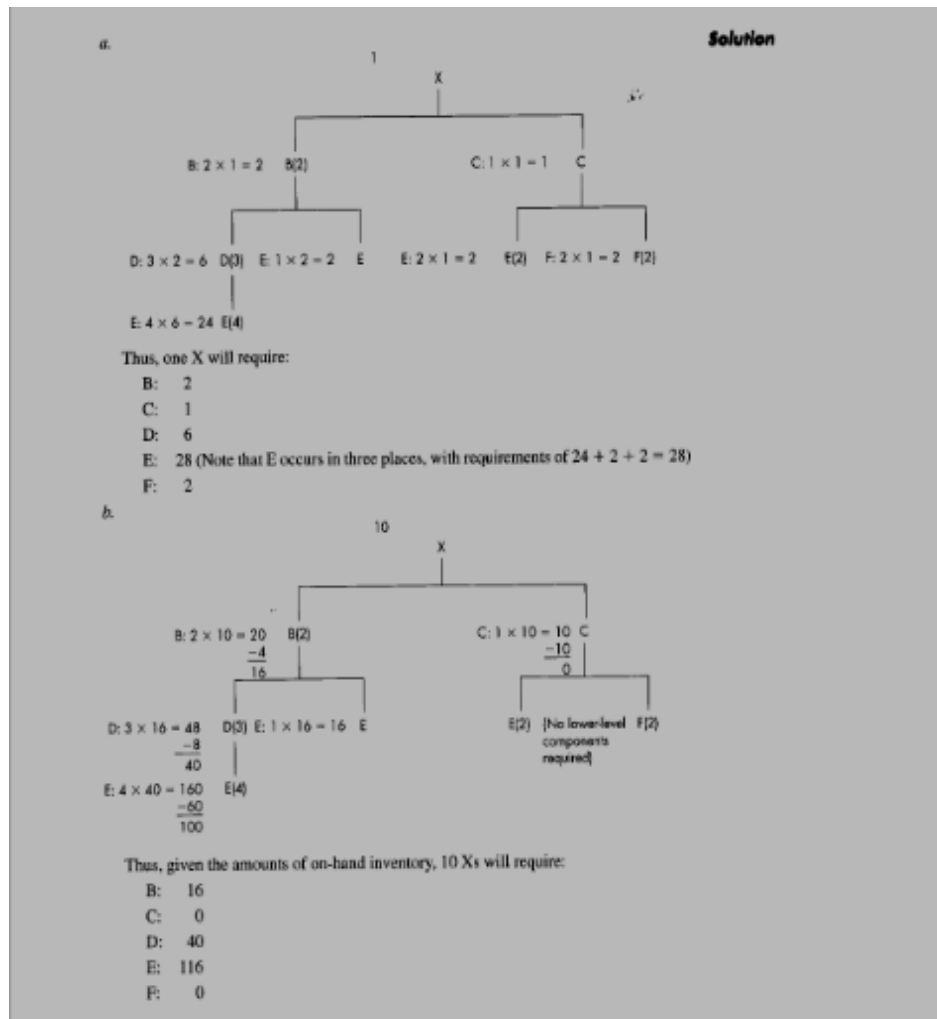 a.
Solution
1
X
B: 2 × 1 = 2 B(2)
C: 1 × 1 = 1 C
D: 3 × 2 = 6 D(3) E: 1 × 2 = 2 E
E: 2 × 1 = 2 E(2) F: 2 × 1 = 2 F(2)
E: 4 × 6 = 24 E(4)
Thus, one X will require:
B: 2
C: 1
D: 6
E: 28 (Note that E occurs in three places, with requirements of 24 + 2 + 2 = 28)
F: 2
b.
10
X
B: 2 × 10 = 20 B(2)
−4
16
C: 1 × 10 = 10 C
−10
0
D: 3 × 16 = 48 D(3) E: 1 × 16 = 16 E
−8
40
E(2) (No lower-level F(2)
components
required)
E: 4 × 40 = 160 E(4)
−60
100
Thus, given the amounts of on-hand inventory, 10 Xs will require:
B: 16
C: 0
D: 40
E: 116
F: 0